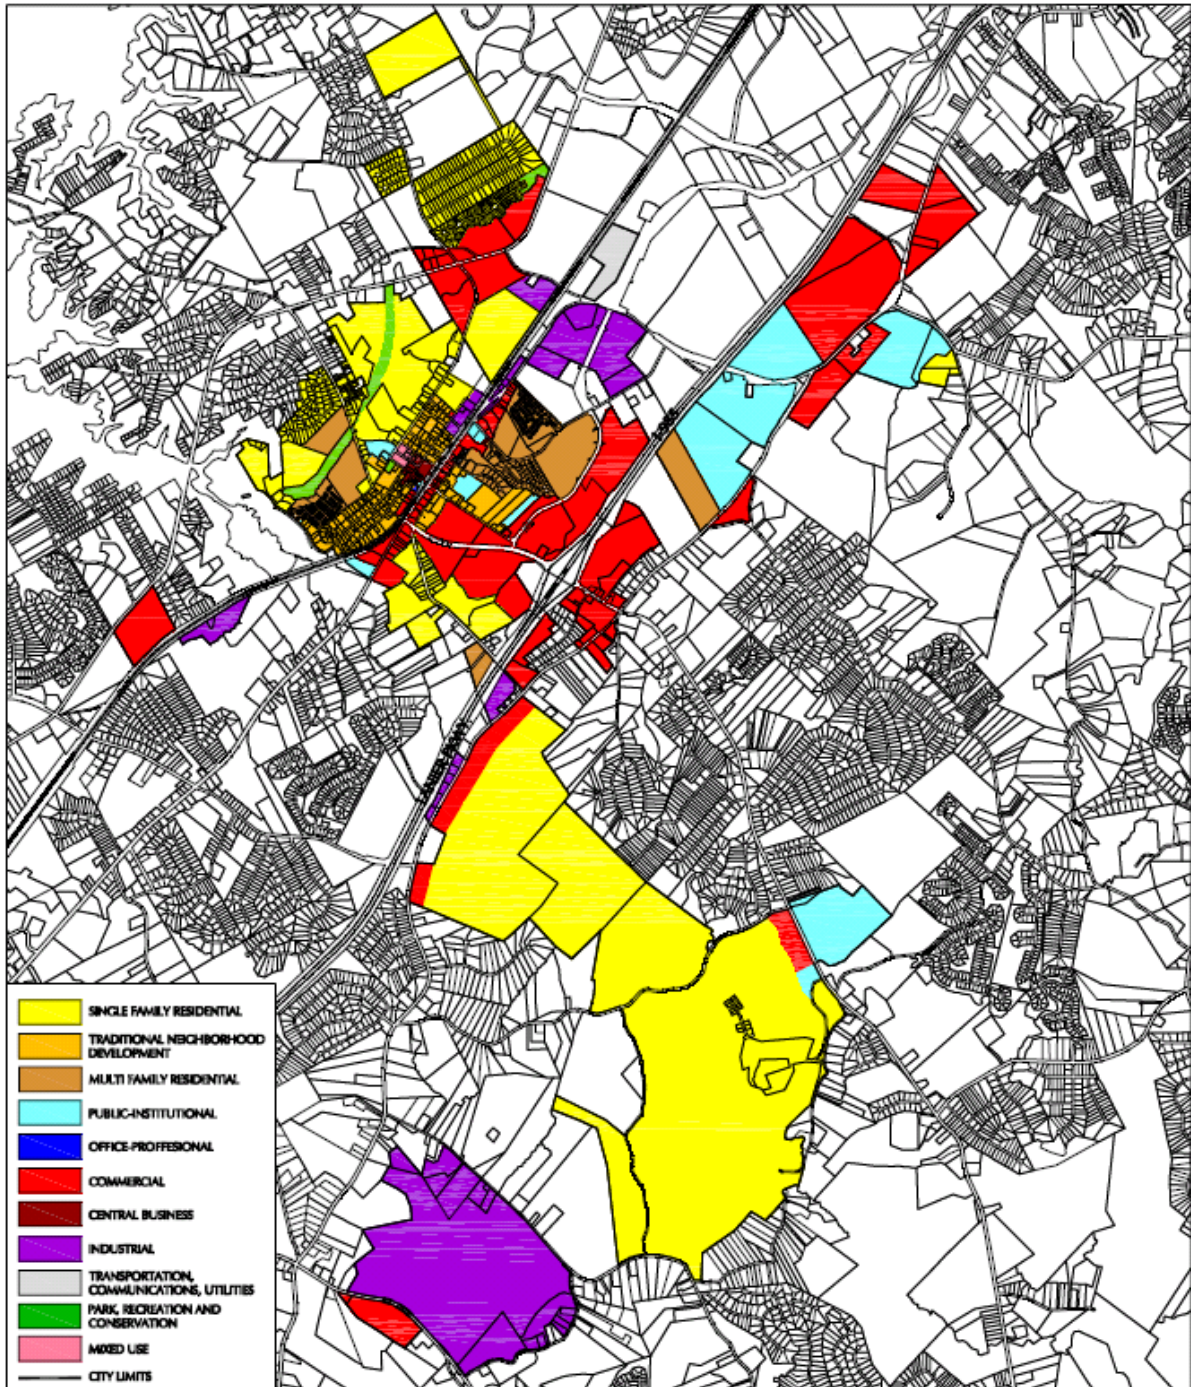 SINGLE FAMILY RESIDENTIAL
TRADITIONAL NEIGHBORHOOD
DEVELOPMENT
MULTI FAMILY RESIDENTIAL
PUBLIC-INSTITUTIONAL
OFFICE-PROFFESIONAL
COMMERCIAL
CENTRAL BUSINESS
INDUSTRIAL
TRANSPORTATION,
COMMUNICATIONS, UTILITIES
PARK, RECREATION AND
CONSERVATION
MIXED USE
CITY LIMITS